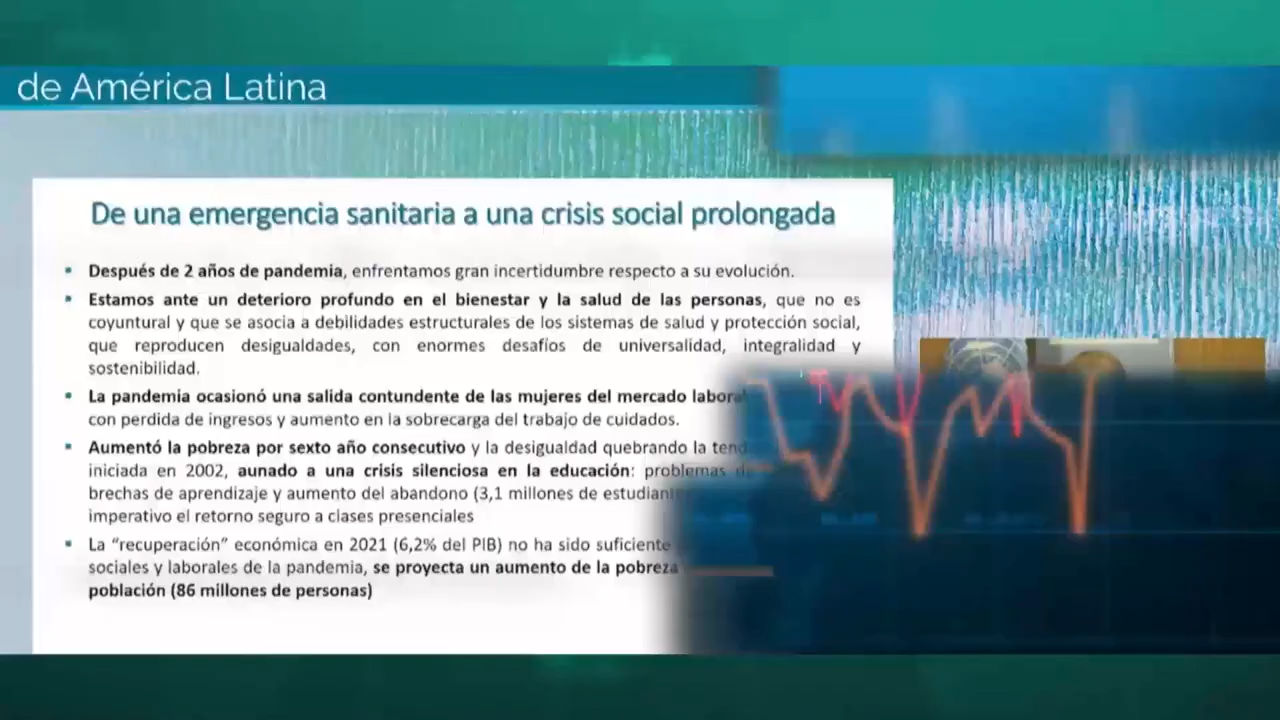 de América Latina
De una emergencia sanitaria a una crisis social prolongada
Después de 2 años de pandemia, enfrentamos gran incertidumbre respecto a su evolución.
Estamos ante un deterioro profundo en el bienestar y la salud de las personas, que no es
coyuntural y que se asocia a debilidades estructurales de los sistemas de salud y protección social,
que reproducen desigualdades, con enormes desafíos de universalidad, integralidad y
sostenibilidad.
La pandemia ocasionó una salida contundente de las mujeres del mercado laboral
con perdida de ingresos y aumento en la sobrecarga del trabajo de cuidados.
Aumentó la pobreza por sexto año consecutivo y la desigualdad quebrando la
iniciada en 2002, aunado a una crisis silenciosa en la educación: problemas de
brechas de aprendizaje y aumento del abandono (3,1 millones de
imperativo el retorno seguro a clases presenciales
La “recuperación” económica en 2021 (6,2% del PIB) no ha sido suficiente
sociales y laborales de la pandemia, se proyecta un aumento de la pobreza
población (86 millones de personas)